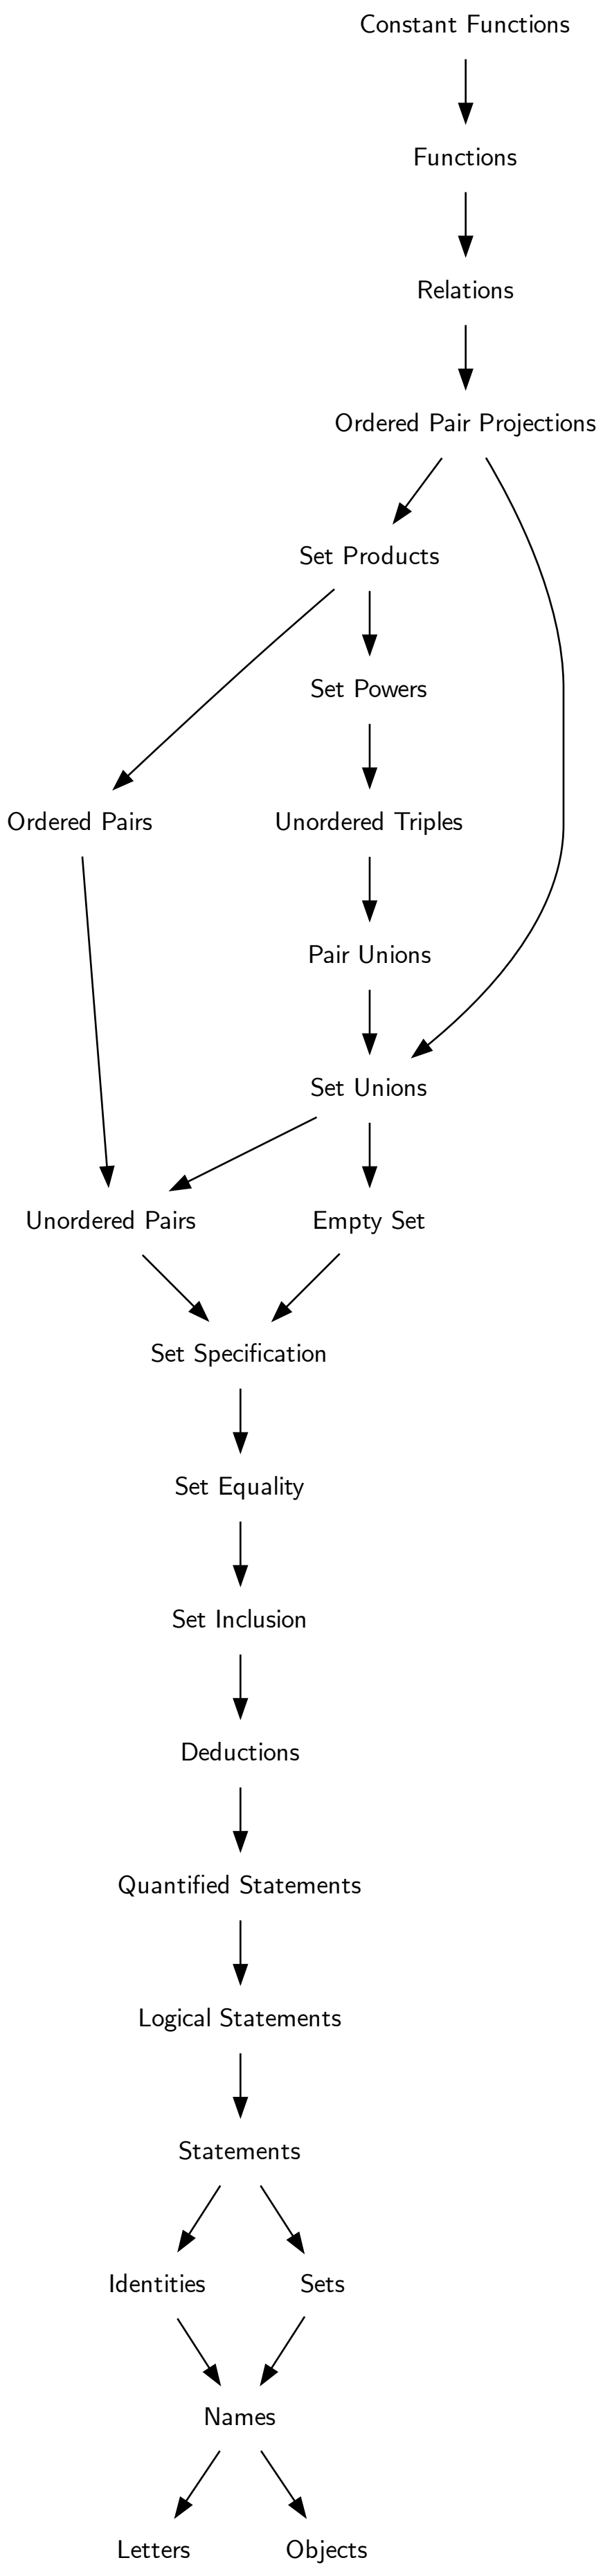 Constant Functions
Functions
Relations
Ordered Pair Projections
Set Products
Set Powers
Ordered Pairs
Unordered Triples
Pair Unions
Set Unions
Unordered Pairs
Empty Set
Set Specification
Set Equality
Set Inclusion
Deductions
Quantified Statements
Logical Statements
Statements
Identities
Sets
Names
Letters
Objects